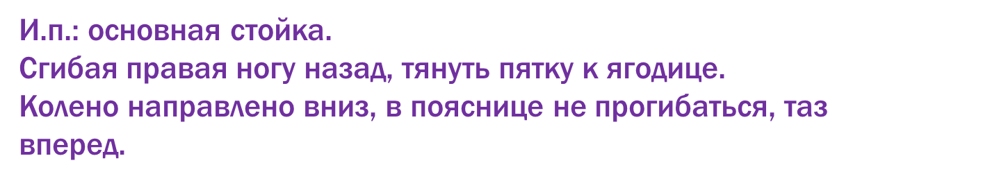 И.п.: основная стойка.
Сгибая правая ногу назад, тянуть пятку к ягодице.
Колено направлено вниз, в пояснице не прогибаться, таз
вперед.